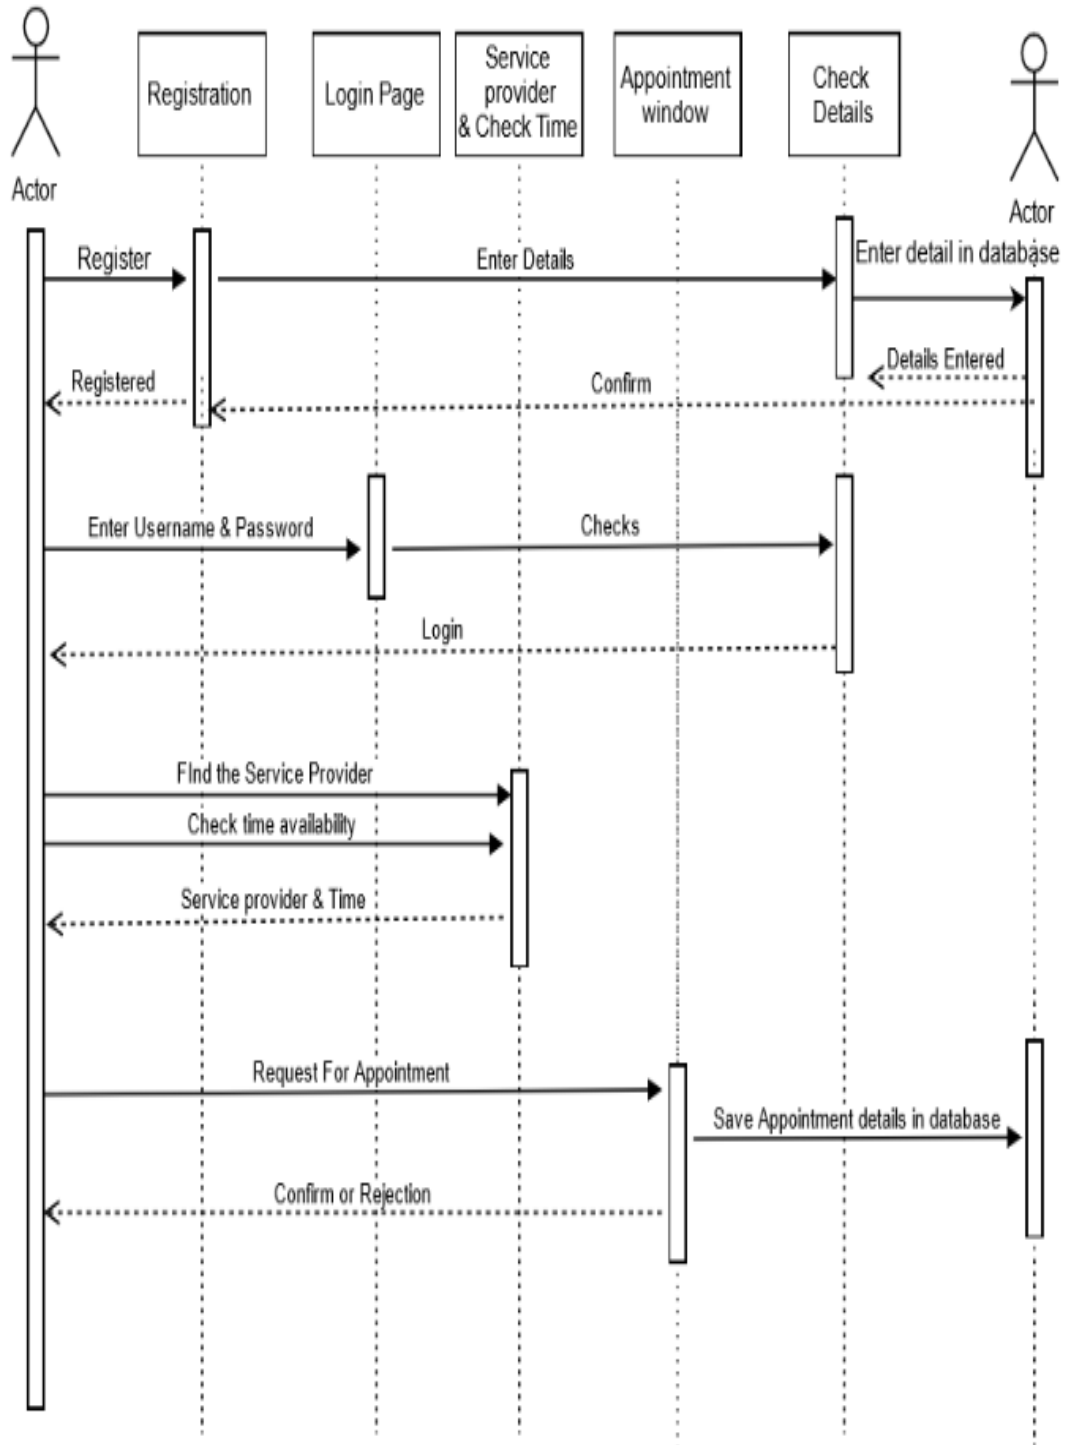 Registration
Login Page
Service
provider
& Check Time
Appointment
window
Check
Details
Actor
Actor
Register
Enter Details
Enter detail in database
Registered
Confirm
Details Entered
Enter Username & Password
Checks
Login
FInd the Service Provider
Check time availability
Service provider & Time
Request For Appointment
Save Appointment details in database
Confirm or Rejection